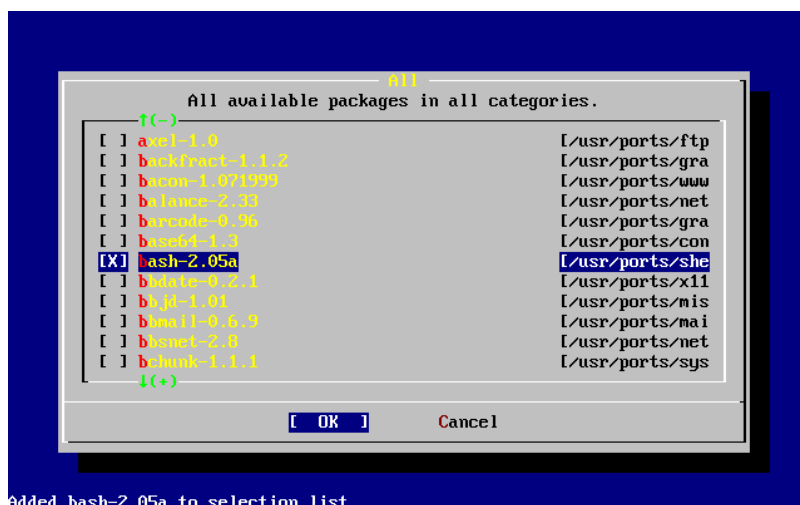 All
All available packages in all categories.
↑(-)
[ ] axel-1.0 [/usr/ports/ftp
[ ] backfract-1.1.2 [/usr/ports/gra
[ ] bacon-1.071999 [/usr/ports/www
[ ] balance-2.33 [/usr/ports/net
[ ] barcode-0.96 [/usr/ports/gra
[ ] base64-1.3 [/usr/ports/con
[X] bash-2.05a [/usr/ports/she
[ ] bbdate-0.2.1 [/usr/ports/x11
[ ] bbjd-1.01 [/usr/ports/mis
[ ] bbmail-0.6.9 [/usr/ports/mai
[ ] bbsnet-2.8 [/usr/ports/net
[ ] bchunk-1.1.1 [/usr/ports/sys
↓(+)
[ OK ] Cancel
Added bash-2.05a to selection list